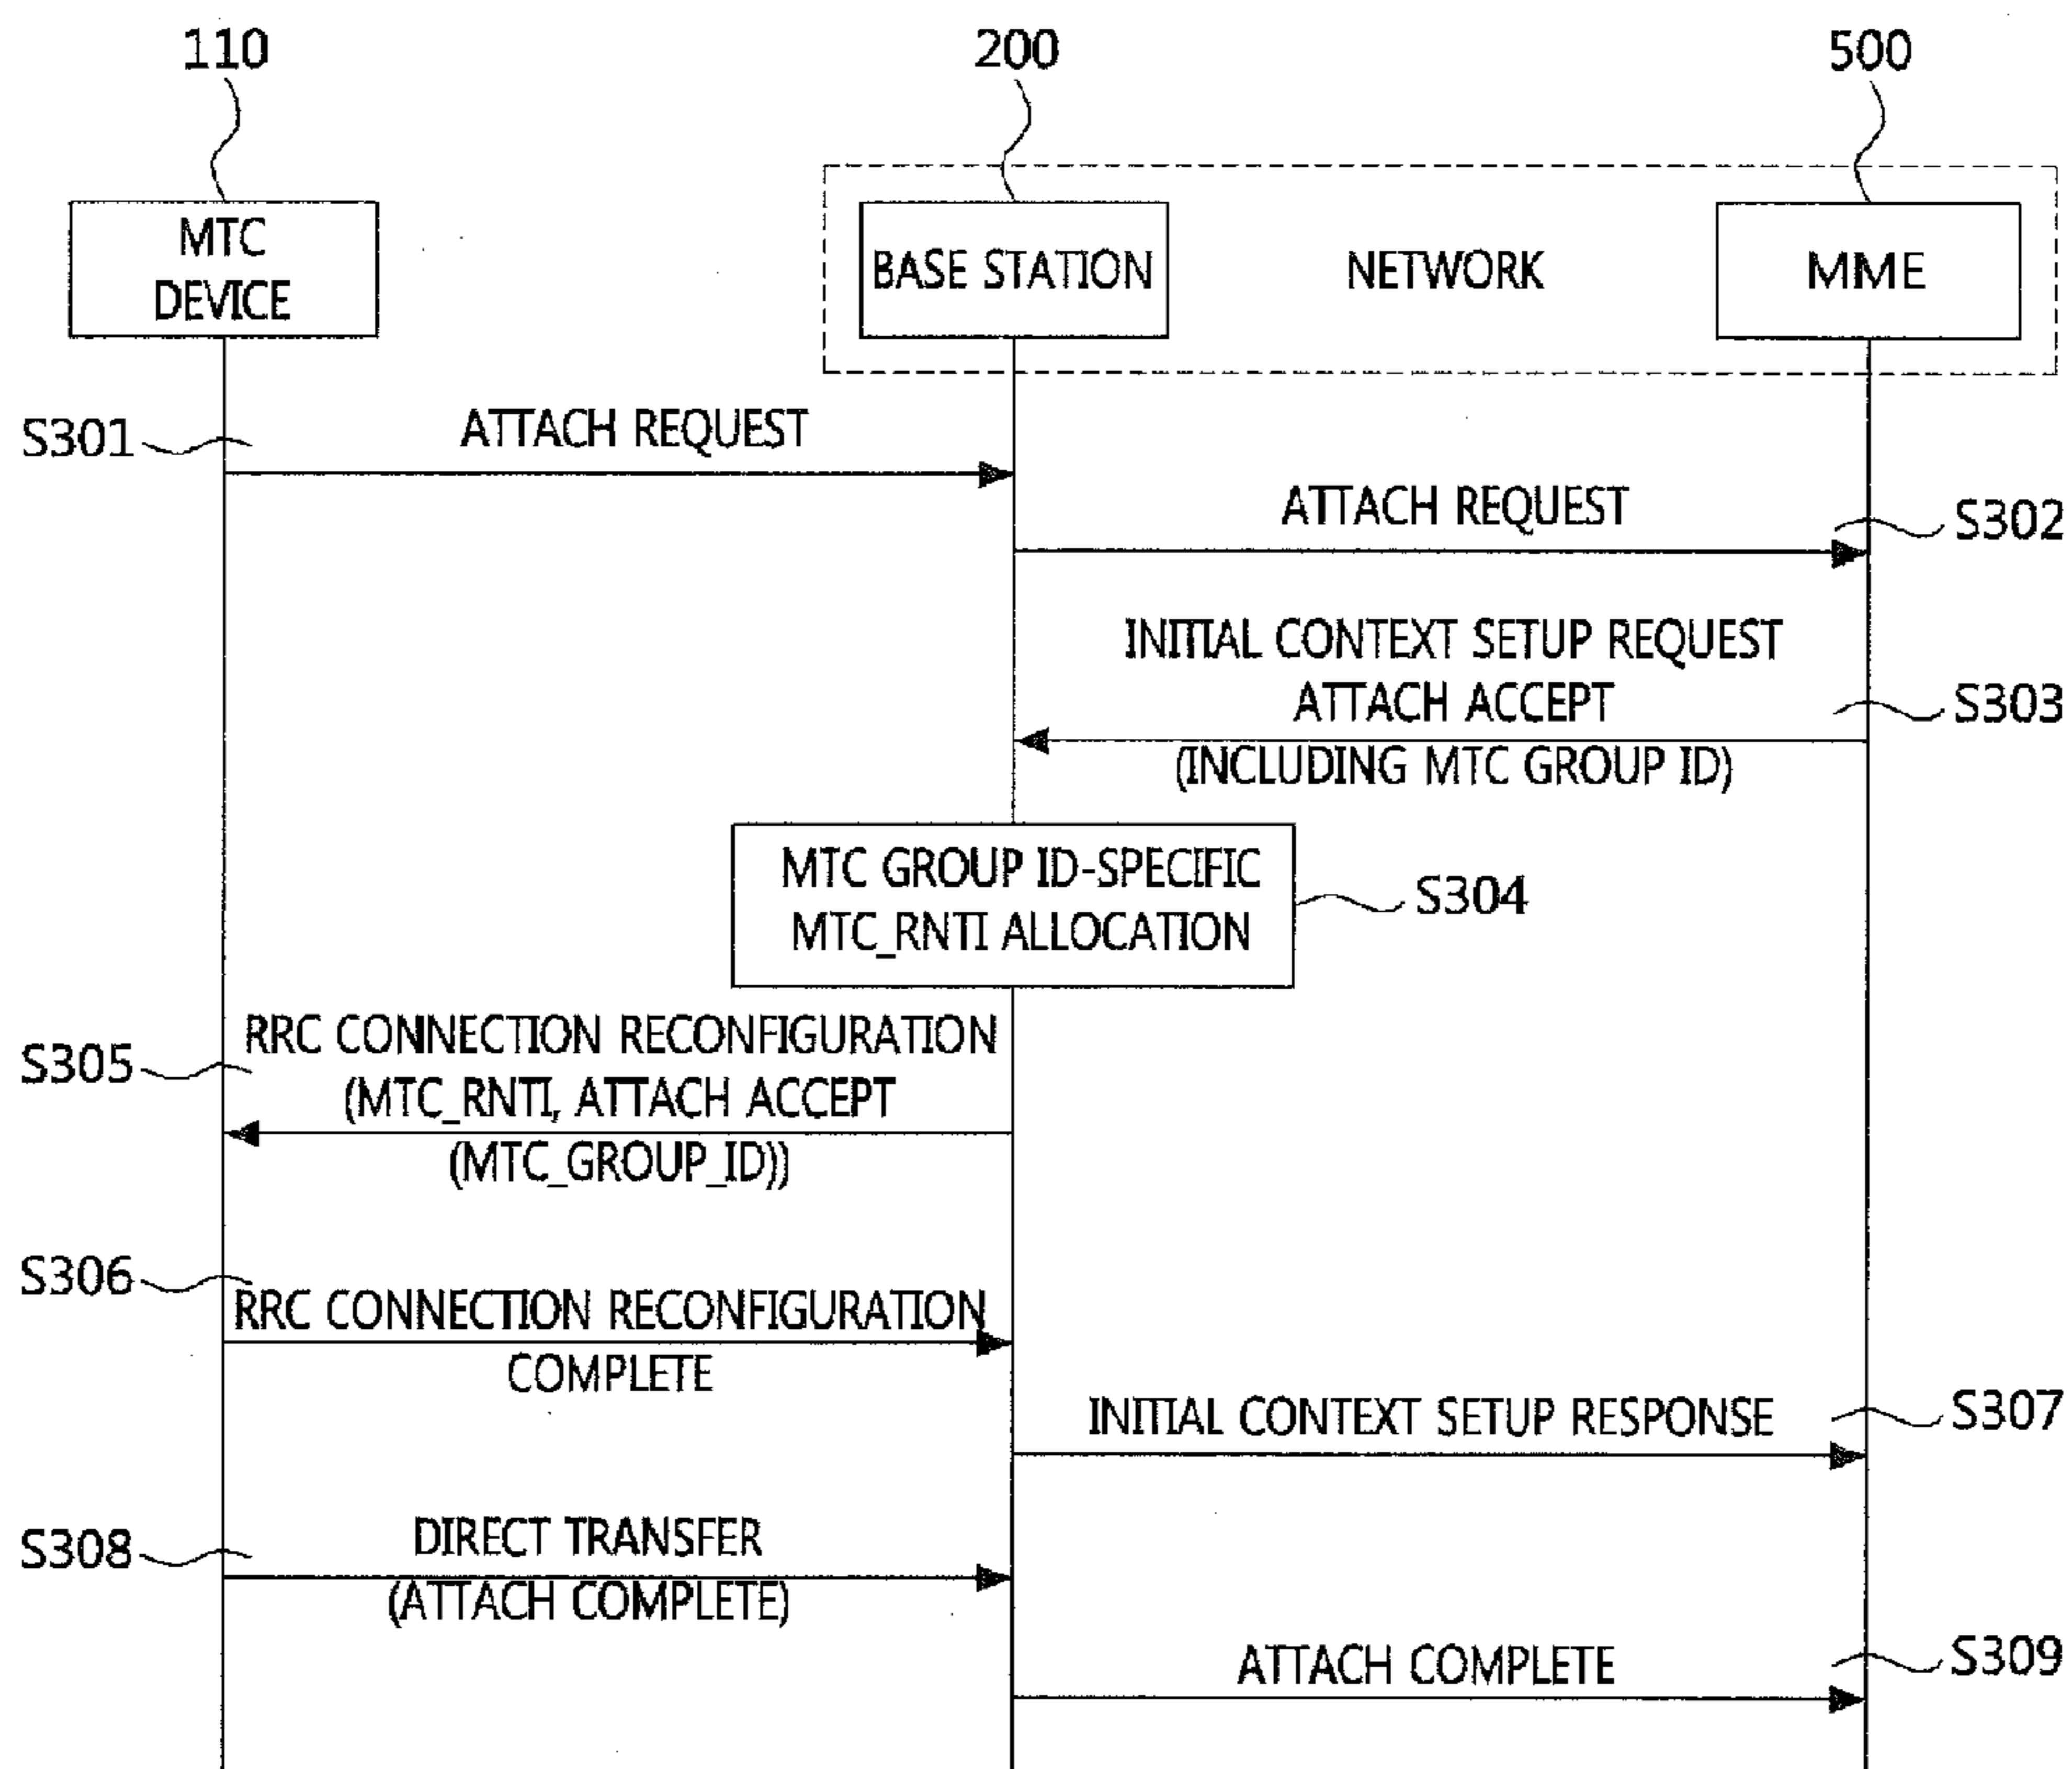 110
200
500
MTC
DEVICE
BASE STATION
NETWORK
MME
S301
ATTACH REQUEST
ATTACH REQUEST
S302
INITIAL CONTEXT SETUP REQUEST
ATTACH ACCEPT
(INCLUDING MTC GROUP ID)
S303
MTC GROUP ID-SPECIFIC
MTC_RNTI ALLOCATION
S304
S305
RRC CONNECTION RECONFIGURATION
(MTC_RNTI, ATTACH ACCEPT
(MTC_GROUP_ID))
S306
RRC CONNECTION RECONFIGURATION
COMPLETE
INITIAL CONTEXT SETUP RESPONSE
S307
S308
DIRECT TRANSFER
(ATTACH COMPLETE)
ATTACH COMPLETE
S309